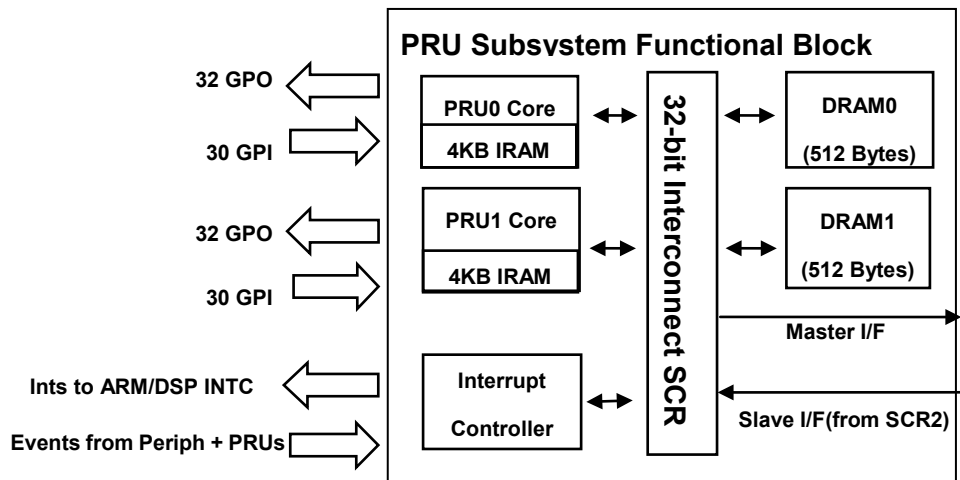 PRU Subsystem Functional Block
32 GPO
30 GPI
PRU0 Core
4KB IRAM
32 GPO
30 GPI
PRU1 Core
4KB IRAM
Ints to ARM/DSP INTC
Events from Periph + PRUs
Interrupt
Controller
32-bit Interconnect SCR
DRAM0
(512 Bytes)
DRAM1
(512 Bytes)
Master I/F
Slave I/F(from SCR2)